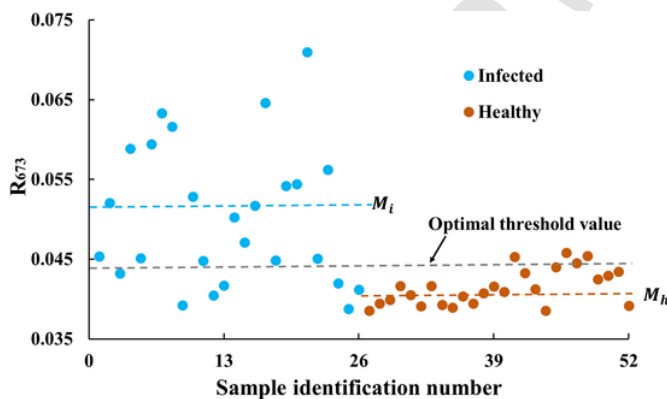 0.075
0.065
0.055
0.045
0.035
R673
Infected
Healthy
Mi
Optimal threshold value
Mh
0
13
26
39
52
Sample identification number